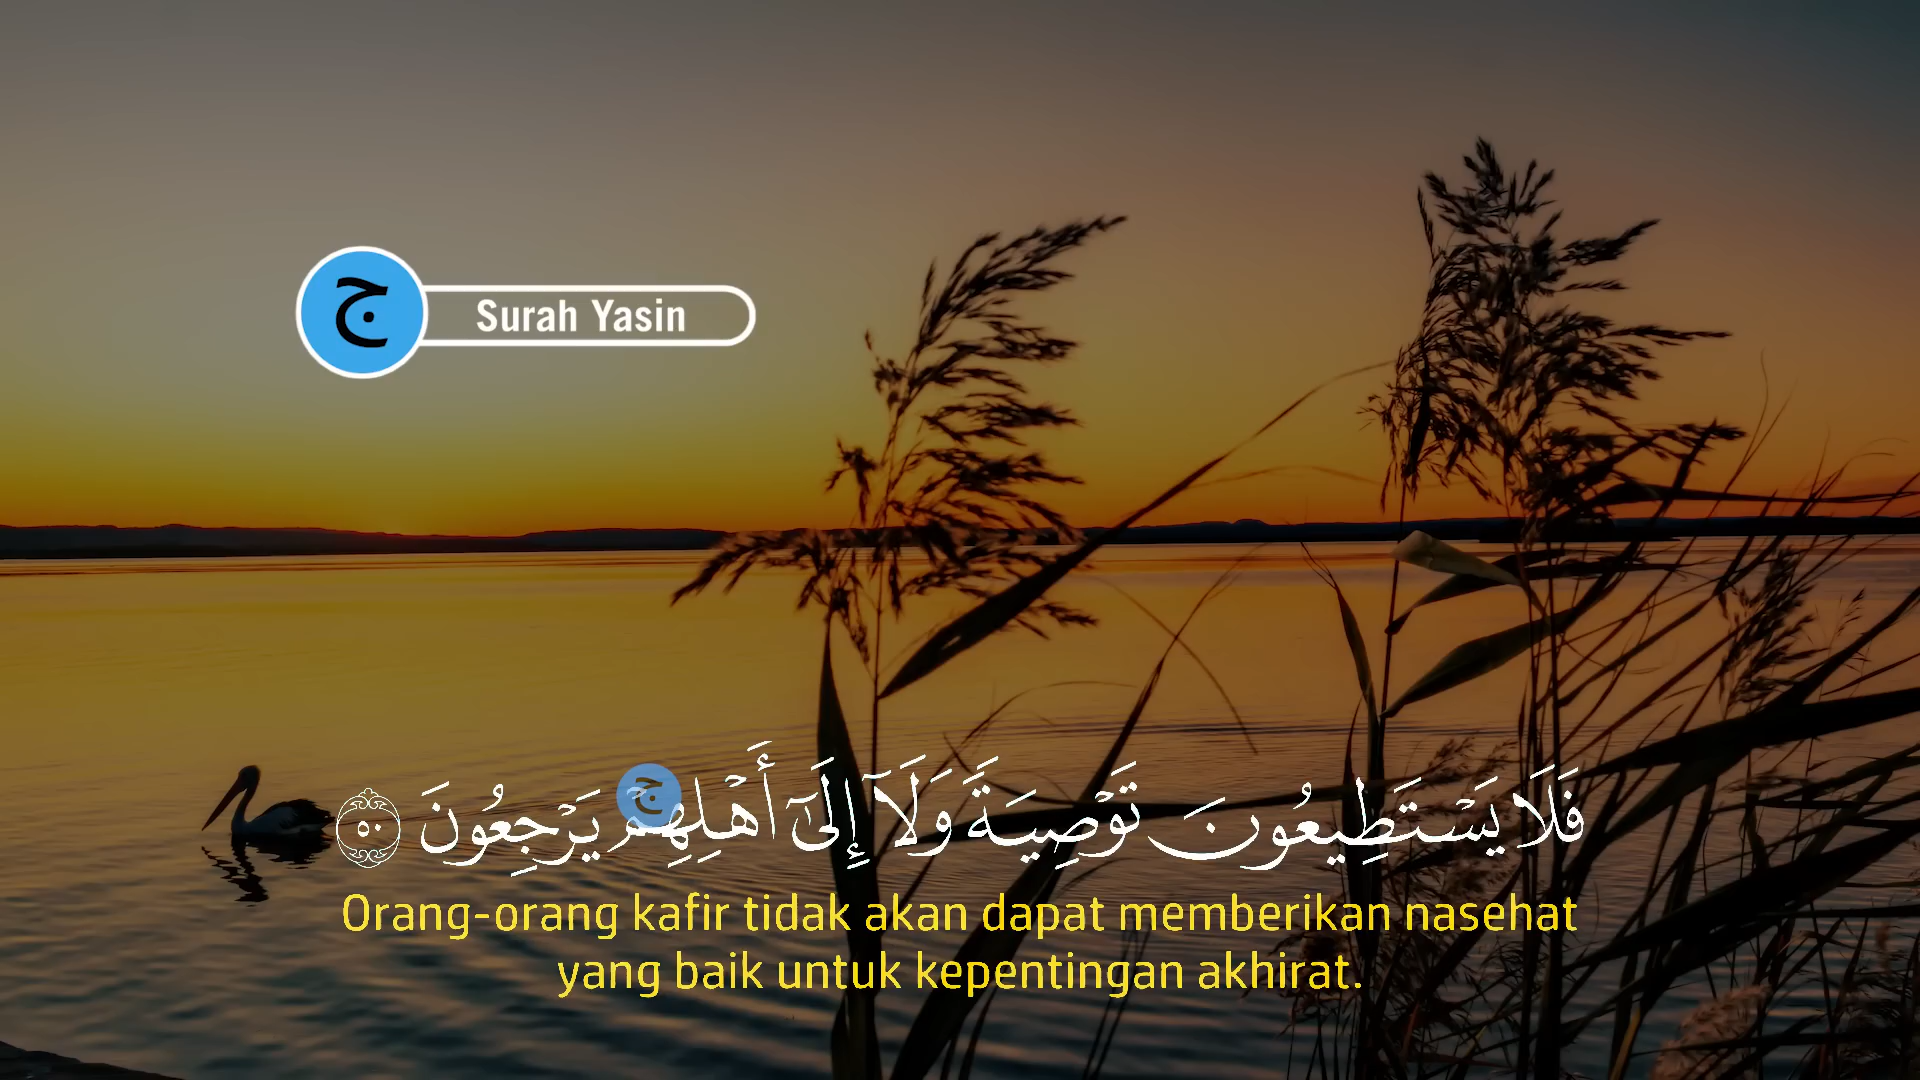 ج
Surah Yasin
فَلَا يَسْتَطِيعُونَ تَوْصِيَةً وَلَآ إِلَىٰٓ أَهْلِهِمْ يَرْجِعُونَ ٥٠
ج
Orang-orang kafir tidak akan dapat memberikan nasehat
yang baik untuk kepentingan akhirat.